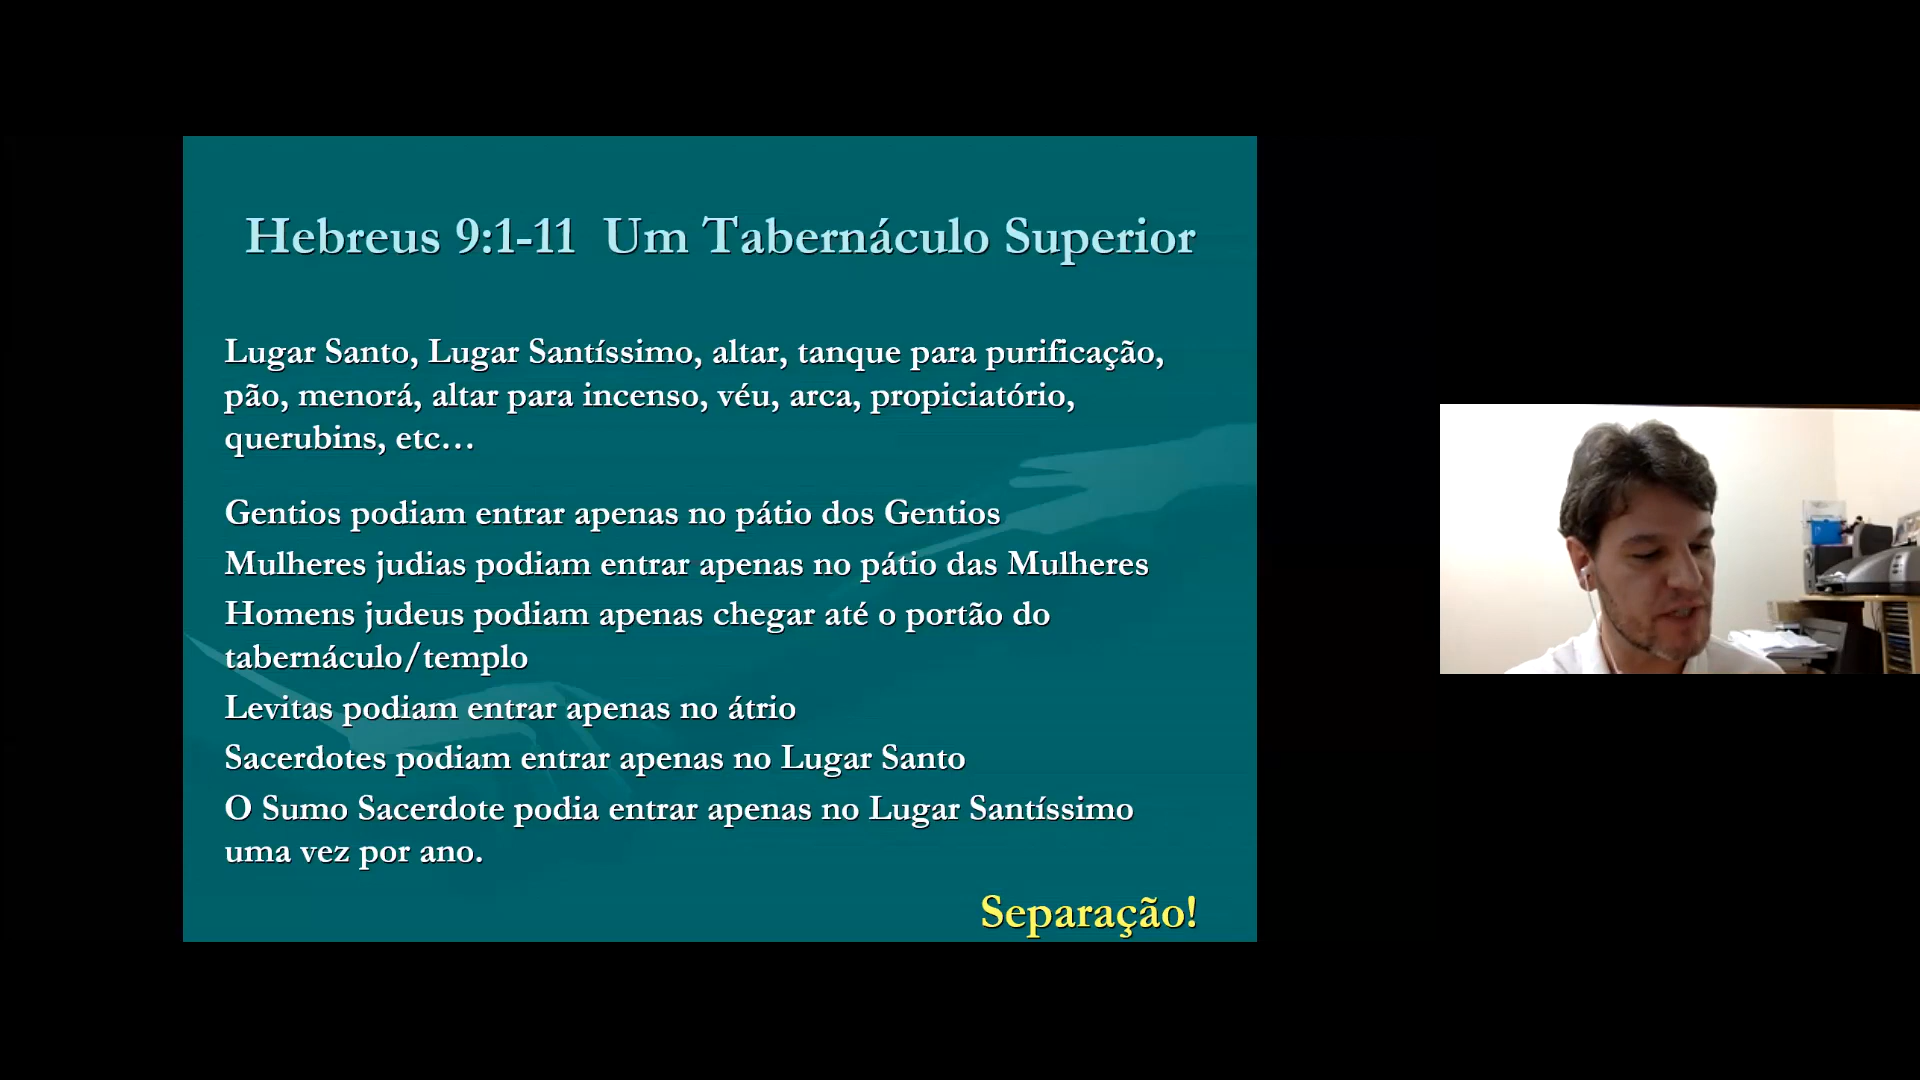 Hebreus 9:1-11 Um Tabernáculo Superior
Lugar Santo, Lugar Santíssimo, altar, tanque para purificação,
pão, menorá, altar para incenso, véu, arca, propiciatório,
querubins, etc…
Gentios podiam entrar apenas no pátio dos Gentios
Mulheres judias podiam entrar apenas no pátio das Mulheres
Homens judeus podiam apenas chegar até o portão do
tabernáculo/templo
Levitas podiam entrar apenas no átrio
Sacerdotes podiam entrar apenas no Lugar Santo
O Sumo Sacerdote podia entrar apenas no Lugar Santíssimo
uma vez por ano.
Separação!